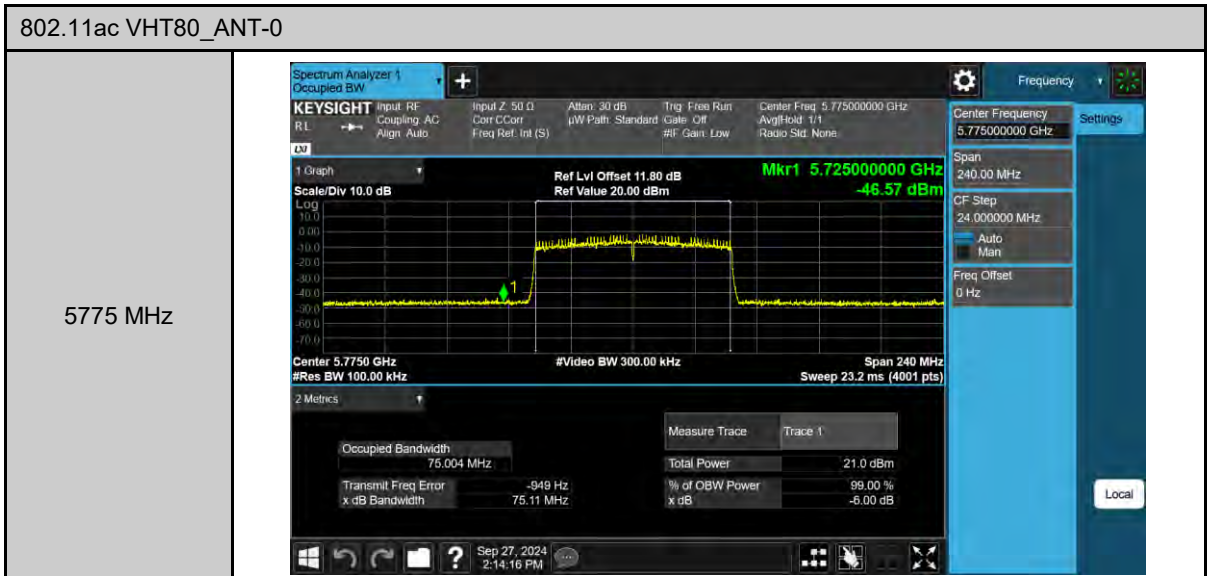 802.11ac VHT80_ANT-0
5775 MHz
Spectrum Analyzer 1
Occupied BW
Frequency
KEYSIGHT
RL
LXI
Input: RF
Coupling: AC
Align: Auto
Input Z: 50 Ω
Corr CCorr
Freq Ref: Int (S)
Atten: 30 dB
µW Path: Standard
Trig: Free Run
Gate: Off
#IF Gain: Low
Center Freq: 5.775000000 GHz
Avg|Hold: 1/1
Radio Std: None
Center Frequency
5.775000000 GHz
Settings
Span
240.00 MHz
CF Step
24.000000 MHz
Auto
Man
Freq Offset
0 Hz
Local
1 Graph
Scale/Div 10.0 dB
Ref Lvl Offset 11.80 dB
Ref Value 20.00 dBm
Mkr1 5.725000000 GHz
-46.57 dBm
Log
10.0
0.00
-10.0
-20.0
-30.0
-40.0
-50.0
-60.0
-70.0
1
Center 5.7750 GHz
#Video BW 300.00 kHz
Span 240 MHz
#Res BW 100.00 kHz
Sweep 23.2 ms (4001 pts)
2 Metrics
Measure Trace Trace 1
Occupied Bandwidth
75.004 MHz
Total Power 21.0 dBm
Transmit Freq Error -949 Hz
% of OBW Power 99.00 %
x dB Bandwidth 75.11 MHz
x dB -6.00 dB
?
Sep 27, 2024
2:14:16 PM